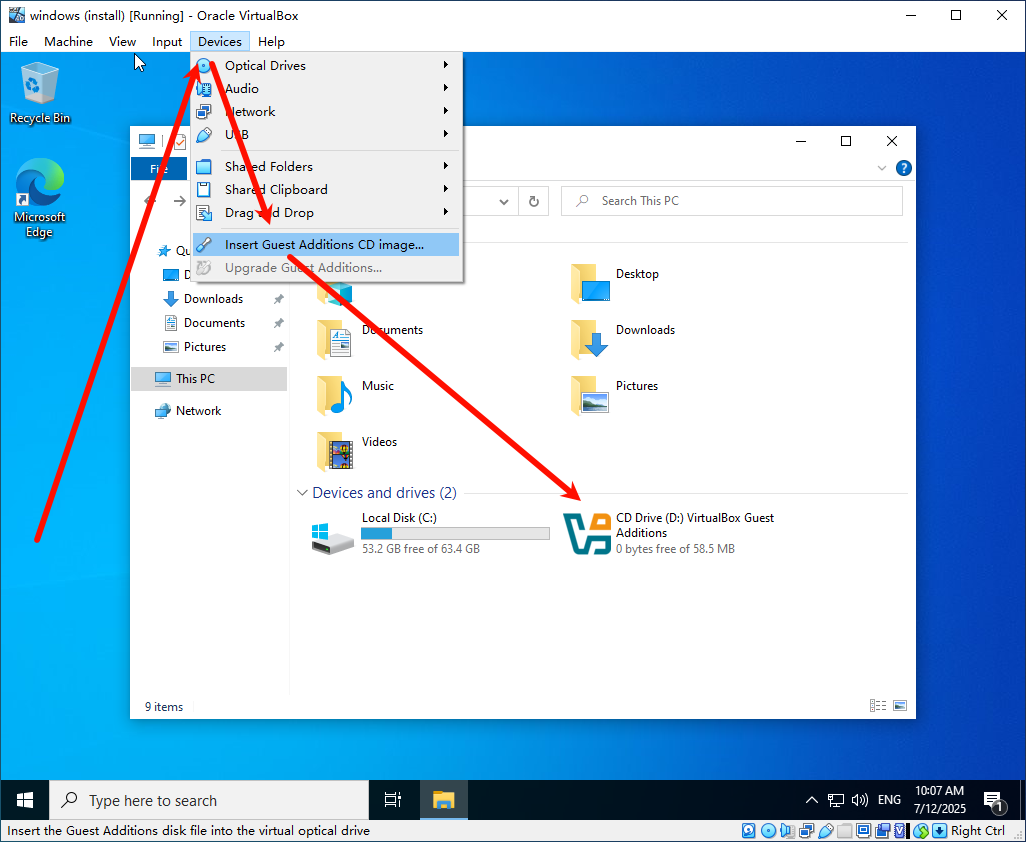 windows (install) [Running] - Oracle VirtualBox
File Machine View Input Devices Help
Recycle Bin
Microsoft
Edge
Optical Drives
Audio
Network
USB
Shared Folders
Shared Clipboard
Drag and Drop
Insert Guest Additions CD image...
Upgrade Guest Additions...
Search This PC
Downloads
Documents
Pictures
This PC
Network
Desktop
Documents
Downloads
Music
Pictures
Videos
Devices and drives (2)
Local Disk (C:)
53.2 GB free of 63.4 GB
CD Drive (D:) VirtualBox Guest
Additions
0 bytes free of 58.5 MB
9 items
Type here to search
ENG
10:07 AM
7/12/2025
1
Insert the Guest Additions disk file into the virtual optical drive
Right Ctrl